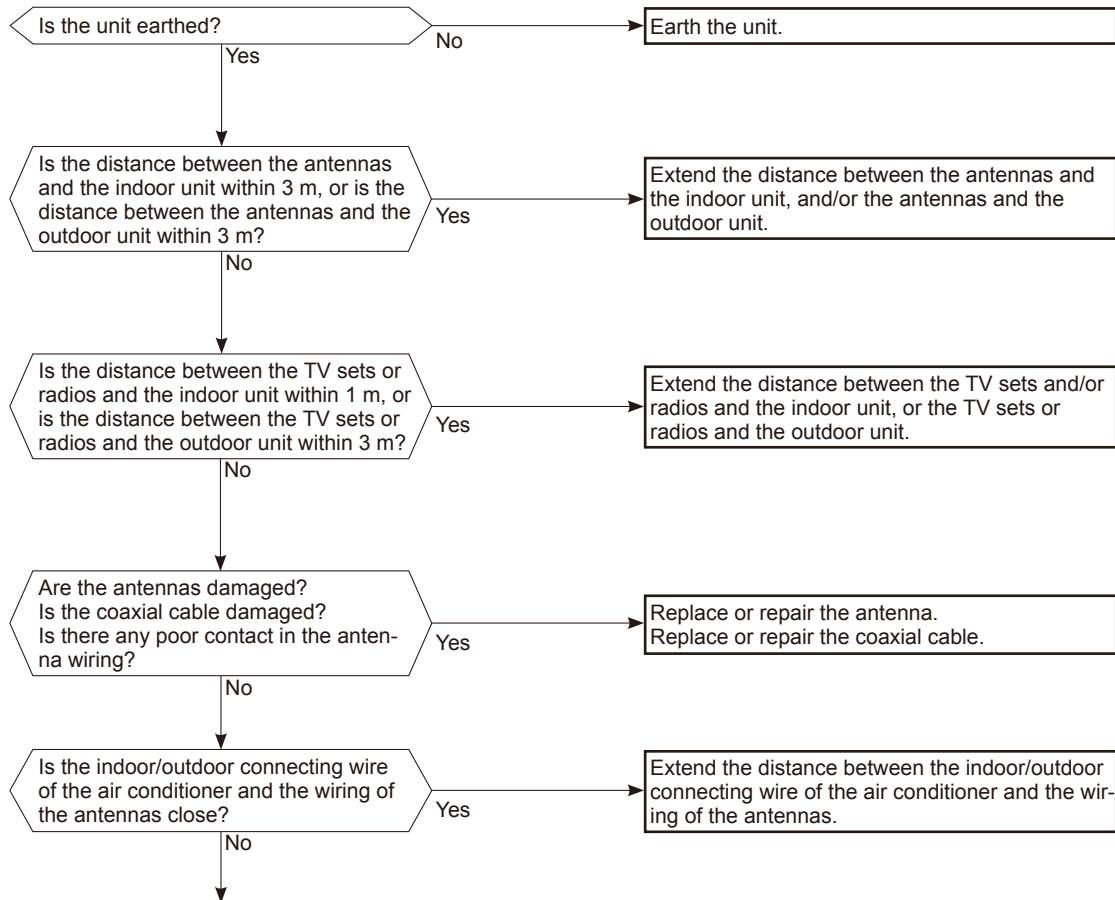 Is the unit earthed?
No
Earth the unit.
Yes
Is the distance between the antennas
and the indoor unit within 3 m, or is the
distance between the antennas and the
outdoor unit within 3 m?
Yes
Extend the distance between the antennas and
the indoor unit, and/or the antennas and the
outdoor unit.
No
Is the distance between the TV sets or
radios and the indoor unit within 1 m, or
is the distance between the TV sets or
radios and the outdoor unit within 3 m?
Yes
Extend the distance between the TV sets and/or
radios and the indoor unit, or the TV sets or
radios and the outdoor unit.
No
Are the antennas damaged?
Is the coaxial cable damaged?
Is there any poor contact in the anten-
na wiring?
Yes
Replace or repair the antenna.
Replace or repair the coaxial cable.
No
Is the indoor/outdoor connecting wire
of the air conditioner and the wiring of
the antennas close?
Yes
Extend the distance between the indoor/outdoor
connecting wire of the air conditioner and the wir-
ing of the antennas.
No